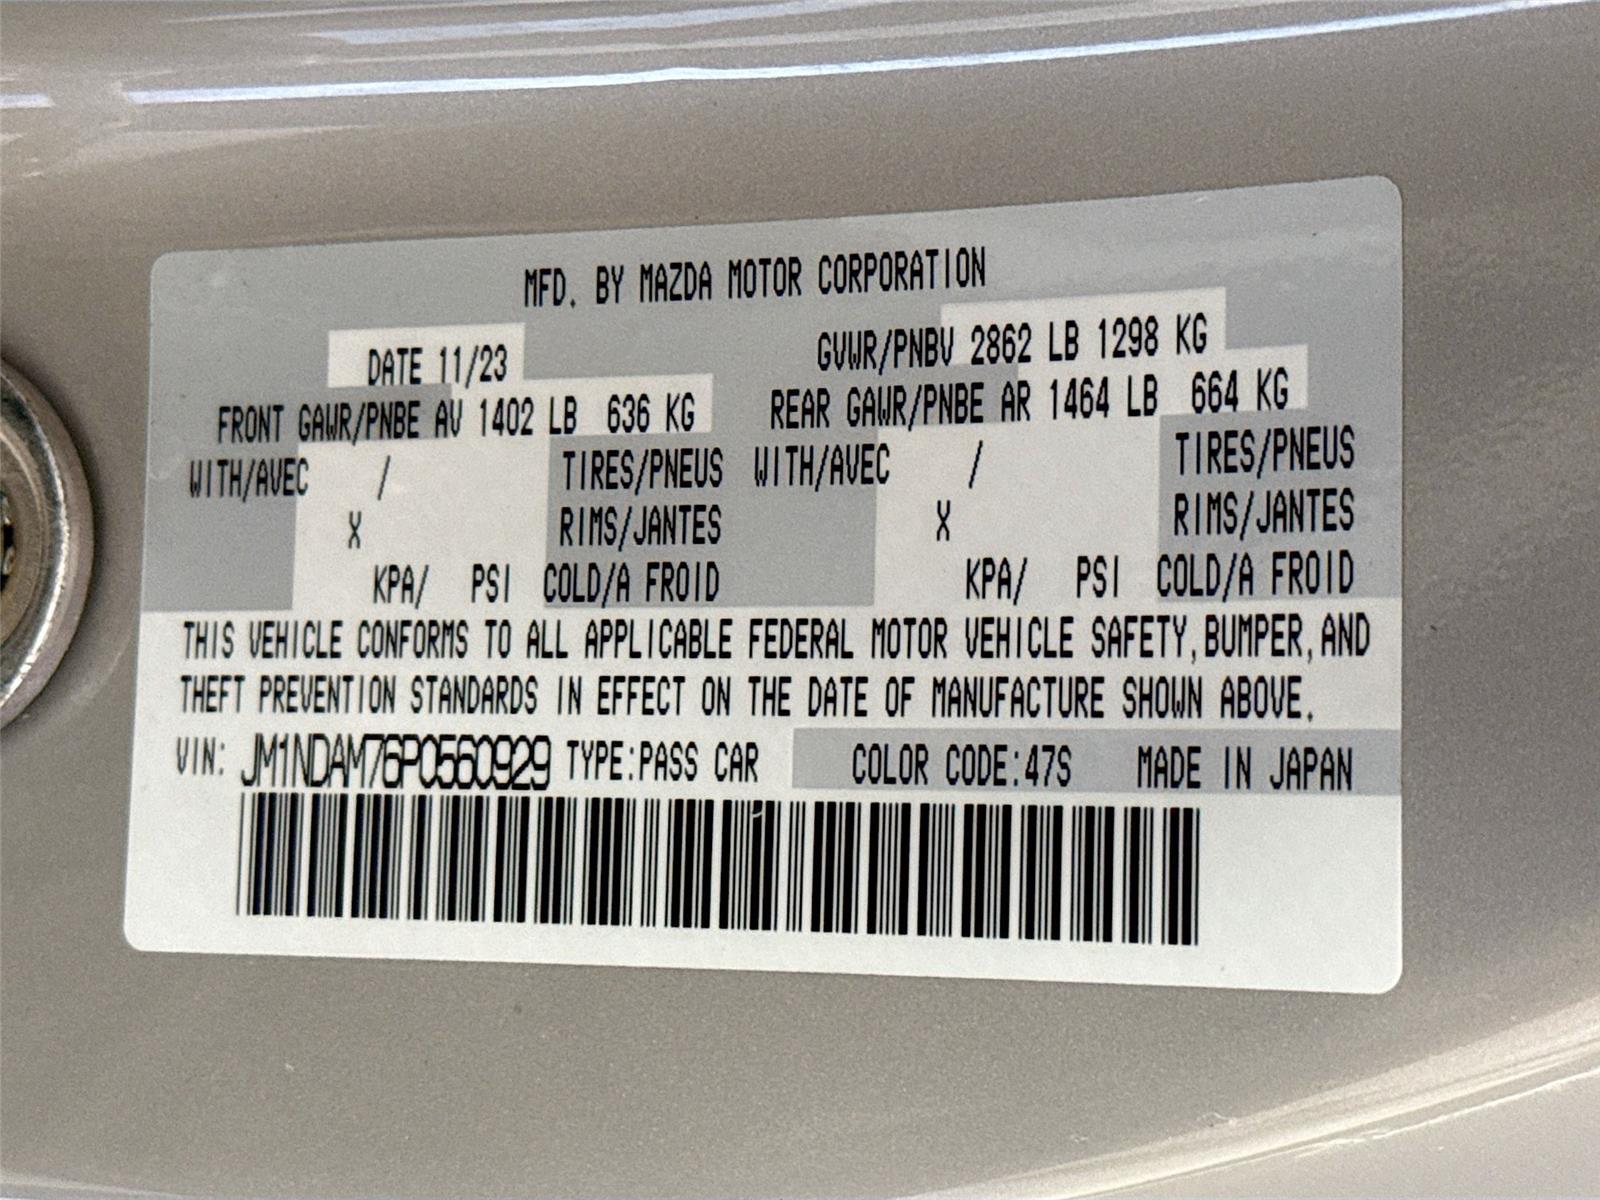 MFD. BY MAZDA MOTOR CORPORATION
DATE 11/23 GVWR/PNBV 2862 LB 1298 KG
FRONT GAWR/PNBE AV 1402 LB 636 KG REAR GAWR/PNBE AR 1464 LB 664 KG
WITH/AVEC / TIRES/PNEUS WITH/AVEC / TIRES/PNEUS
X RIMS/JANTES X RIMS/JANTES
KPA/ PSI COLD/A FROID KPA/ PSI COLD/A FROID
THIS VEHICLE CONFORMS TO ALL APPLICABLE FEDERAL MOTOR VEHICLE SAFETY, BUMPER, AND
THEFT PREVENTION STANDARDS IN EFFECT ON THE DATE OF MANUFACTURE SHOWN ABOVE.
VIN: JM1NDAM76P0560929 TYPE:PASS CAR COLOR CODE:47S MADE IN JAPAN